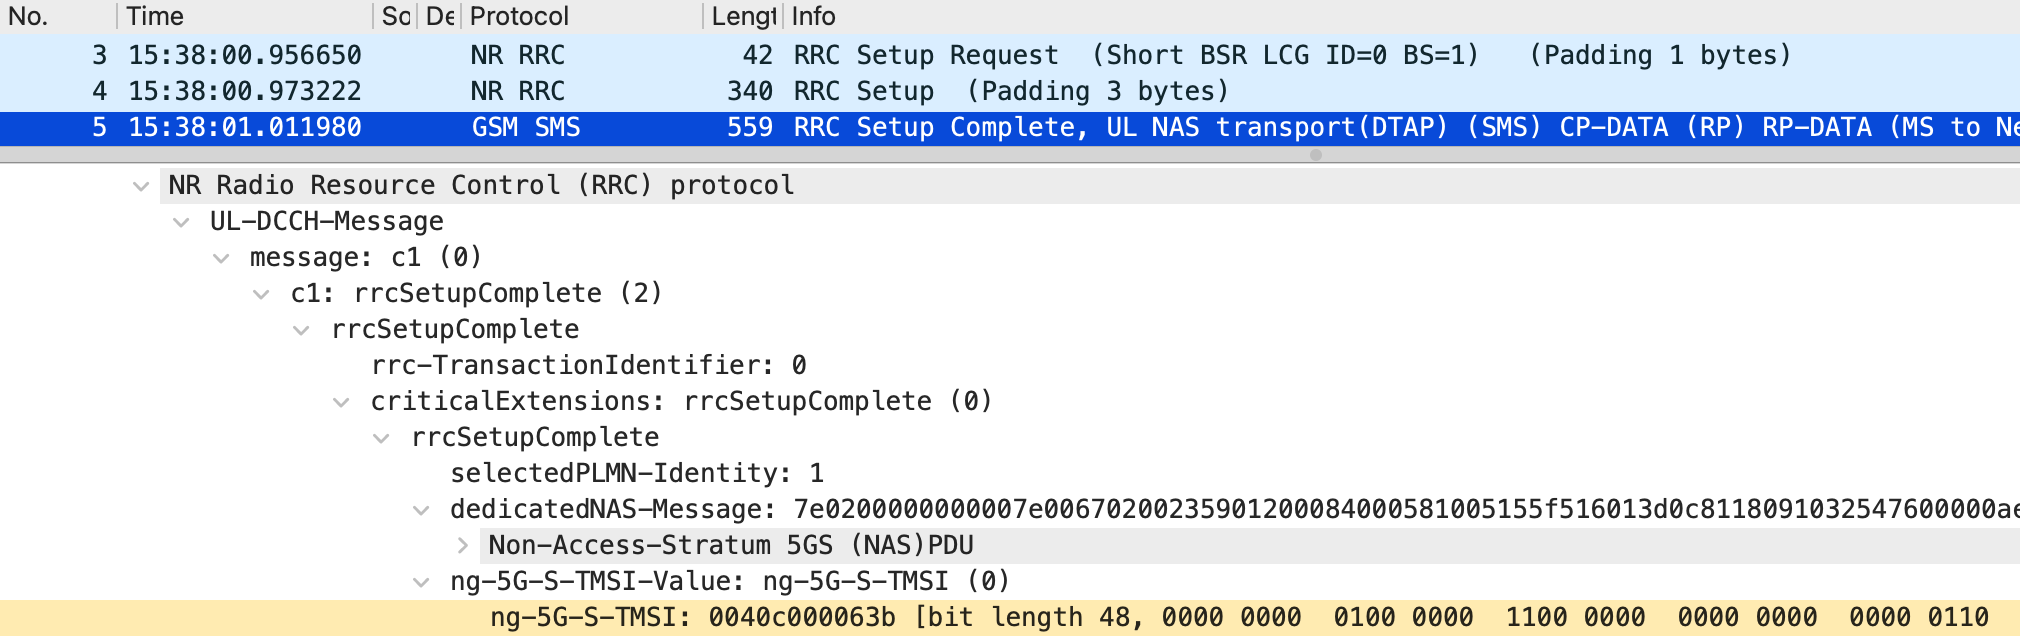 No. Time Sc De Protocol Lengt Info
3 15:38:00.956650 NR RRC 42 RRC Setup Request (Short BSR LCG ID=0 BS=1) (Padding 1 bytes)
4 15:38:00.973222 NR RRC 340 RRC Setup (Padding 3 bytes)
5 15:38:01.011980 GSM SMS 559 RRC Setup Complete, UL NAS transport(DTAP) (SMS) CP-DATA (RP) RP-DATA (MS to Ne
NR Radio Resource Control (RRC) protocol
UL-DCCH-Message
message: c1 (0)
c1: rrcSetupComplete (2)
rrcSetupComplete
rrc-TransactionIdentifier: 0
criticalExtensions: rrcSetupComplete (0)
rrcSetupComplete
selectedPLMN-Identity: 1
dedicatedNAS-Message: 7e0200000000007e00670200235901200084000581005155f516013d0c8118091032547600000ae
Non-Access-Stratum 5GS (NAS)PDU
ng-5G-S-TMSI-Value: ng-5G-S-TMSI (0)
ng-5G-S-TMSI: 0040c000063b [bit length 48, 0000 0000 0100 0000 1100 0000 0000 0000 0000 0110